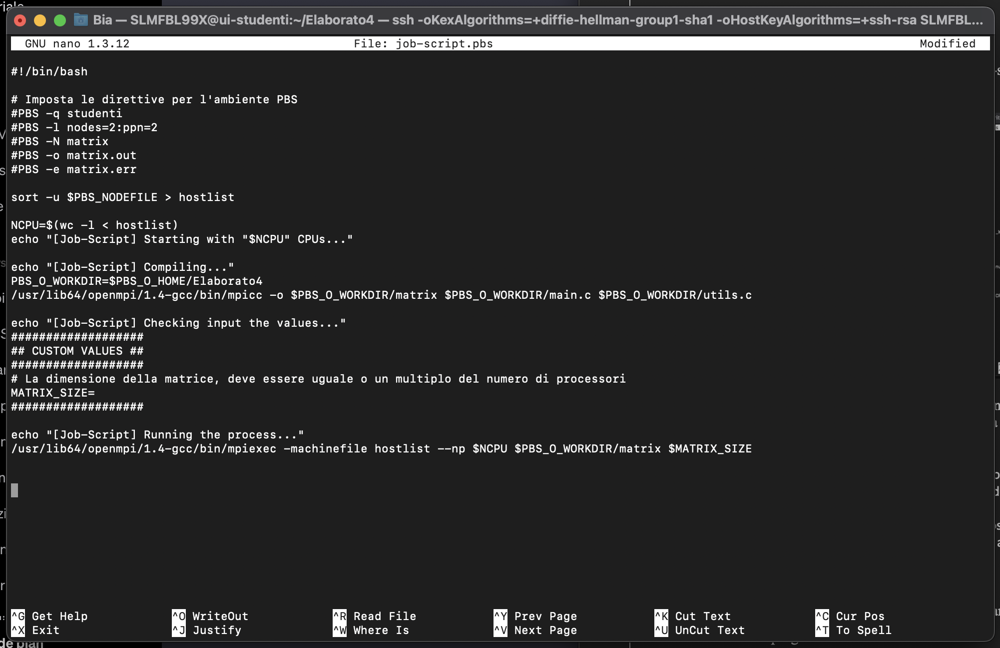 Bia — SLMFBL99X@ui-studenti:~/Elaborato4 — ssh -oKexAlgorithms=+diffie-hellman-group1-sha1 -oHostKeyAlgorithms=+ssh-rsa SLMFBL...
GNU nano 1.3.12 File: job-script.pbs Modified
#!/bin/bash
# Imposta le direttive per l'ambiente PBS
#PBS -q studenti
#PBS -l nodes=2:ppn=2
#PBS -N matrix
#PBS -o matrix.out
#PBS -e matrix.err
sort -u $PBS_NODEFILE > hostlist
NCPU=$(wc -l < hostlist)
echo "[Job-Script] Starting with "$NCPU" CPUs..."
echo "[Job-Script] Compiling..."
PBS_O_WORKDIR=$PBS_O_HOME/Elaborato4
/usr/lib64/openmpi/1.4-gcc/bin/mpicc -o $PBS_O_WORKDIR/matrix $PBS_O_WORKDIR/main.c $PBS_O_WORKDIR/utils.c
echo "[Job-Script] Checking input the values..."
###################
## CUSTOM VALUES ##
###################
# La dimensione della matrice, deve essere uguale o un multiplo del numero di processori
MATRIX_SIZE=
###################
echo "[Job-Script] Running the process..."
/usr/lib64/openmpi/1.4-gcc/bin/mpiexec -machinefile hostlist --np $NCPU $PBS_O_WORKDIR/matrix $MATRIX_SIZE
^G Get Help ^O WriteOut ^R Read File ^Y Prev Page ^K Cut Text ^C Cur Pos
^X Exit ^J Justify ^W Where Is ^V Next Page ^U UnCut Text ^T To Spell